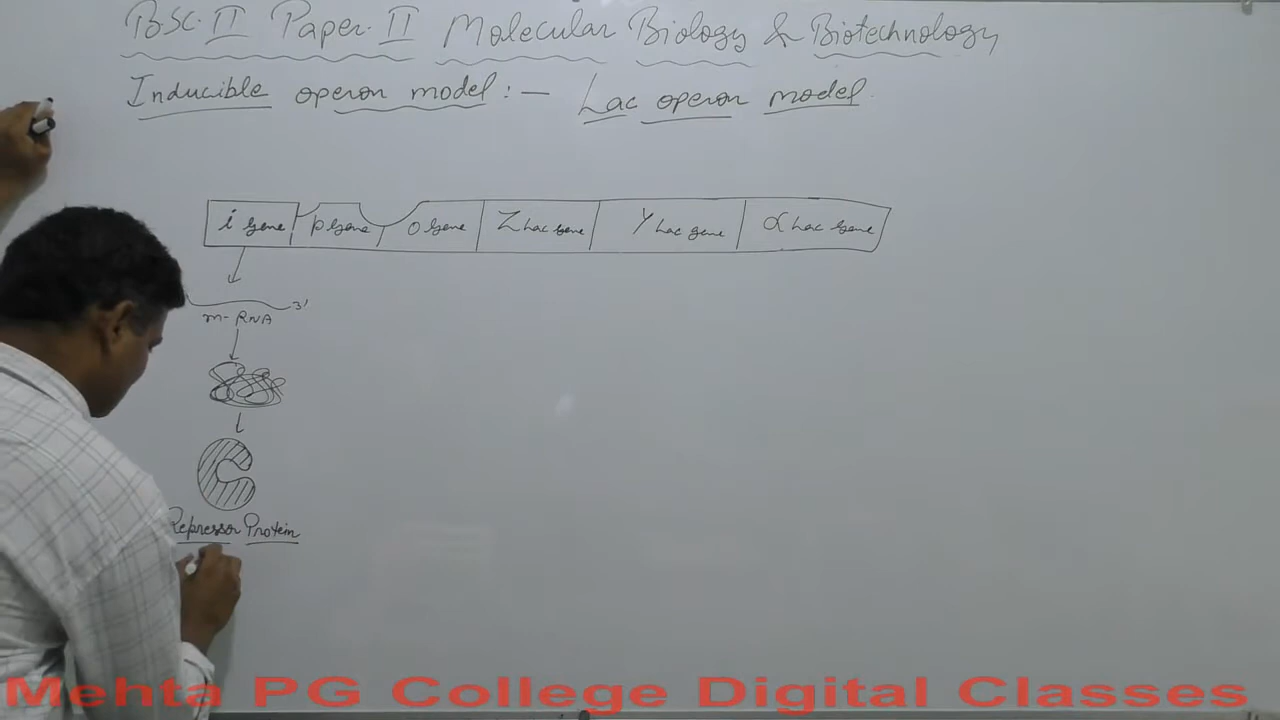 BSC. II Paper. II Molecular Biology & Biotechnology
Inducible operon model :- Lac operon model
i gene p gene o gene Z Lac gene Y Lac gene α Lac gene
3'
m-RNA
Repressor Protein
Mehta PG College Digital Classes